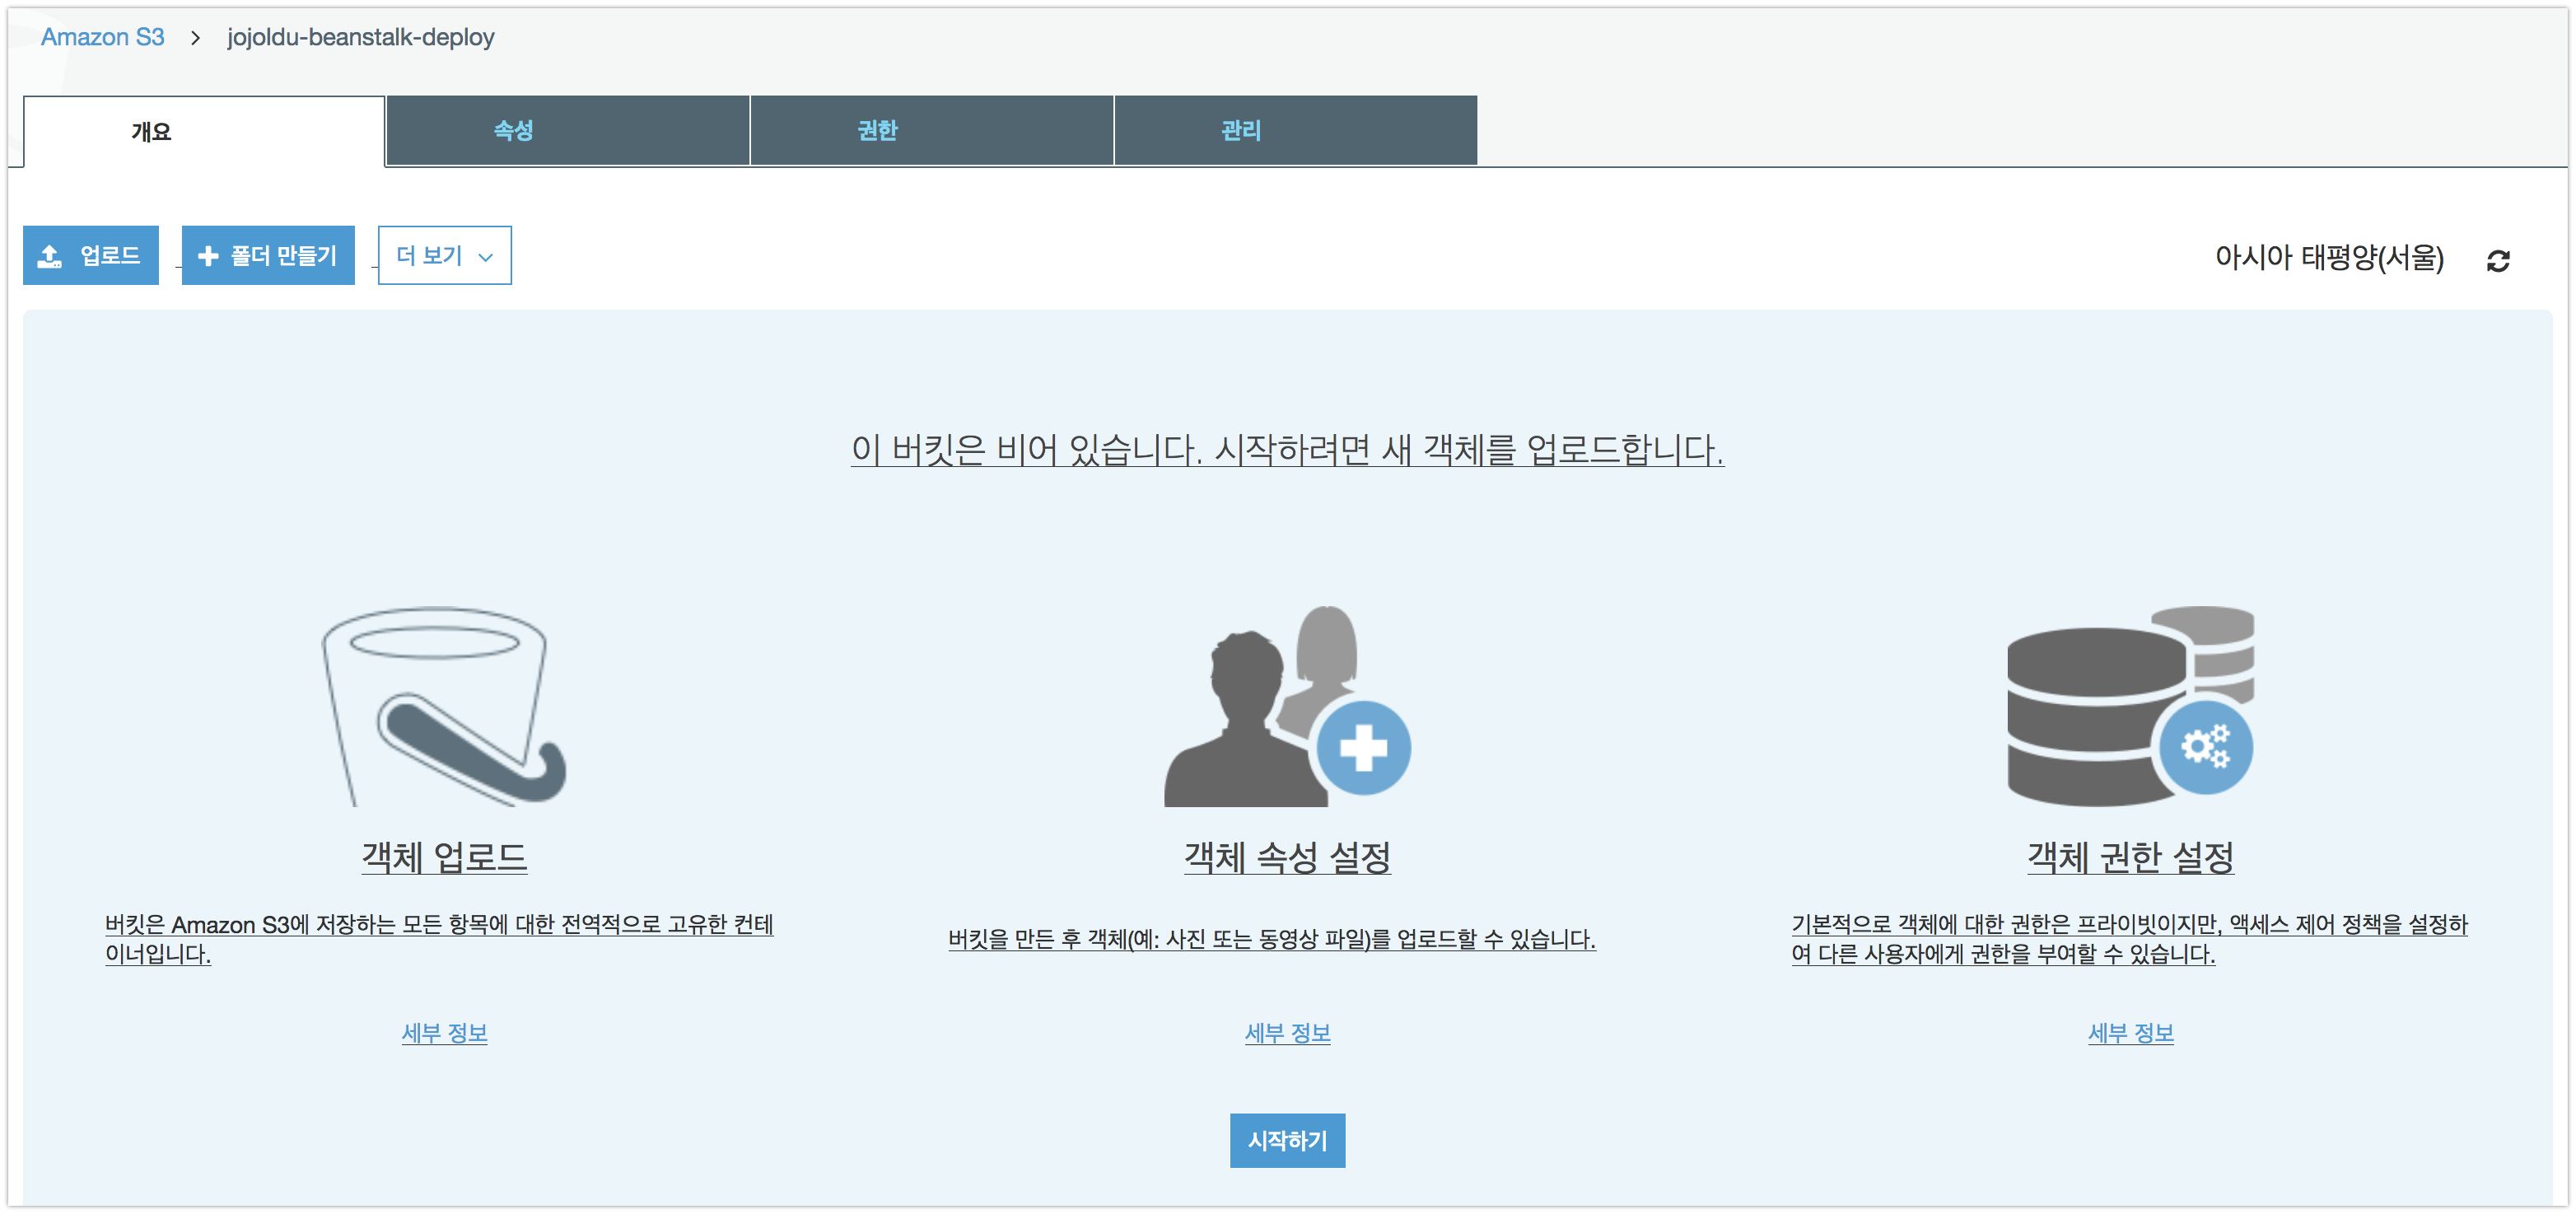 Amazon S3 > jojoldu-beanstalk-deploy
개요 속성 권한 관리
업로드 폴더 만들기 더 보기 아시아 태평양(서울)
이 버킷은 비어 있습니다. 시작하려면 새 객체를 업로드합니다.
객체 업로드
버킷은 Amazon S3에 저장하는 모든 항목에 대한 전역적으로 고유한 컨테
이너입니다.
세부 정보
객체 속성 설정
버킷을 만든 후 객체(예: 사진 또는 동영상 파일)를 업로드할 수 있습니다.
세부 정보
객체 권한 설정
기본적으로 객체에 대한 권한은 프라이빗이지만, 액세스 제어 정책을 설정하
여 다른 사용자에게 권한을 부여할 수 있습니다.
세부 정보
시작하기